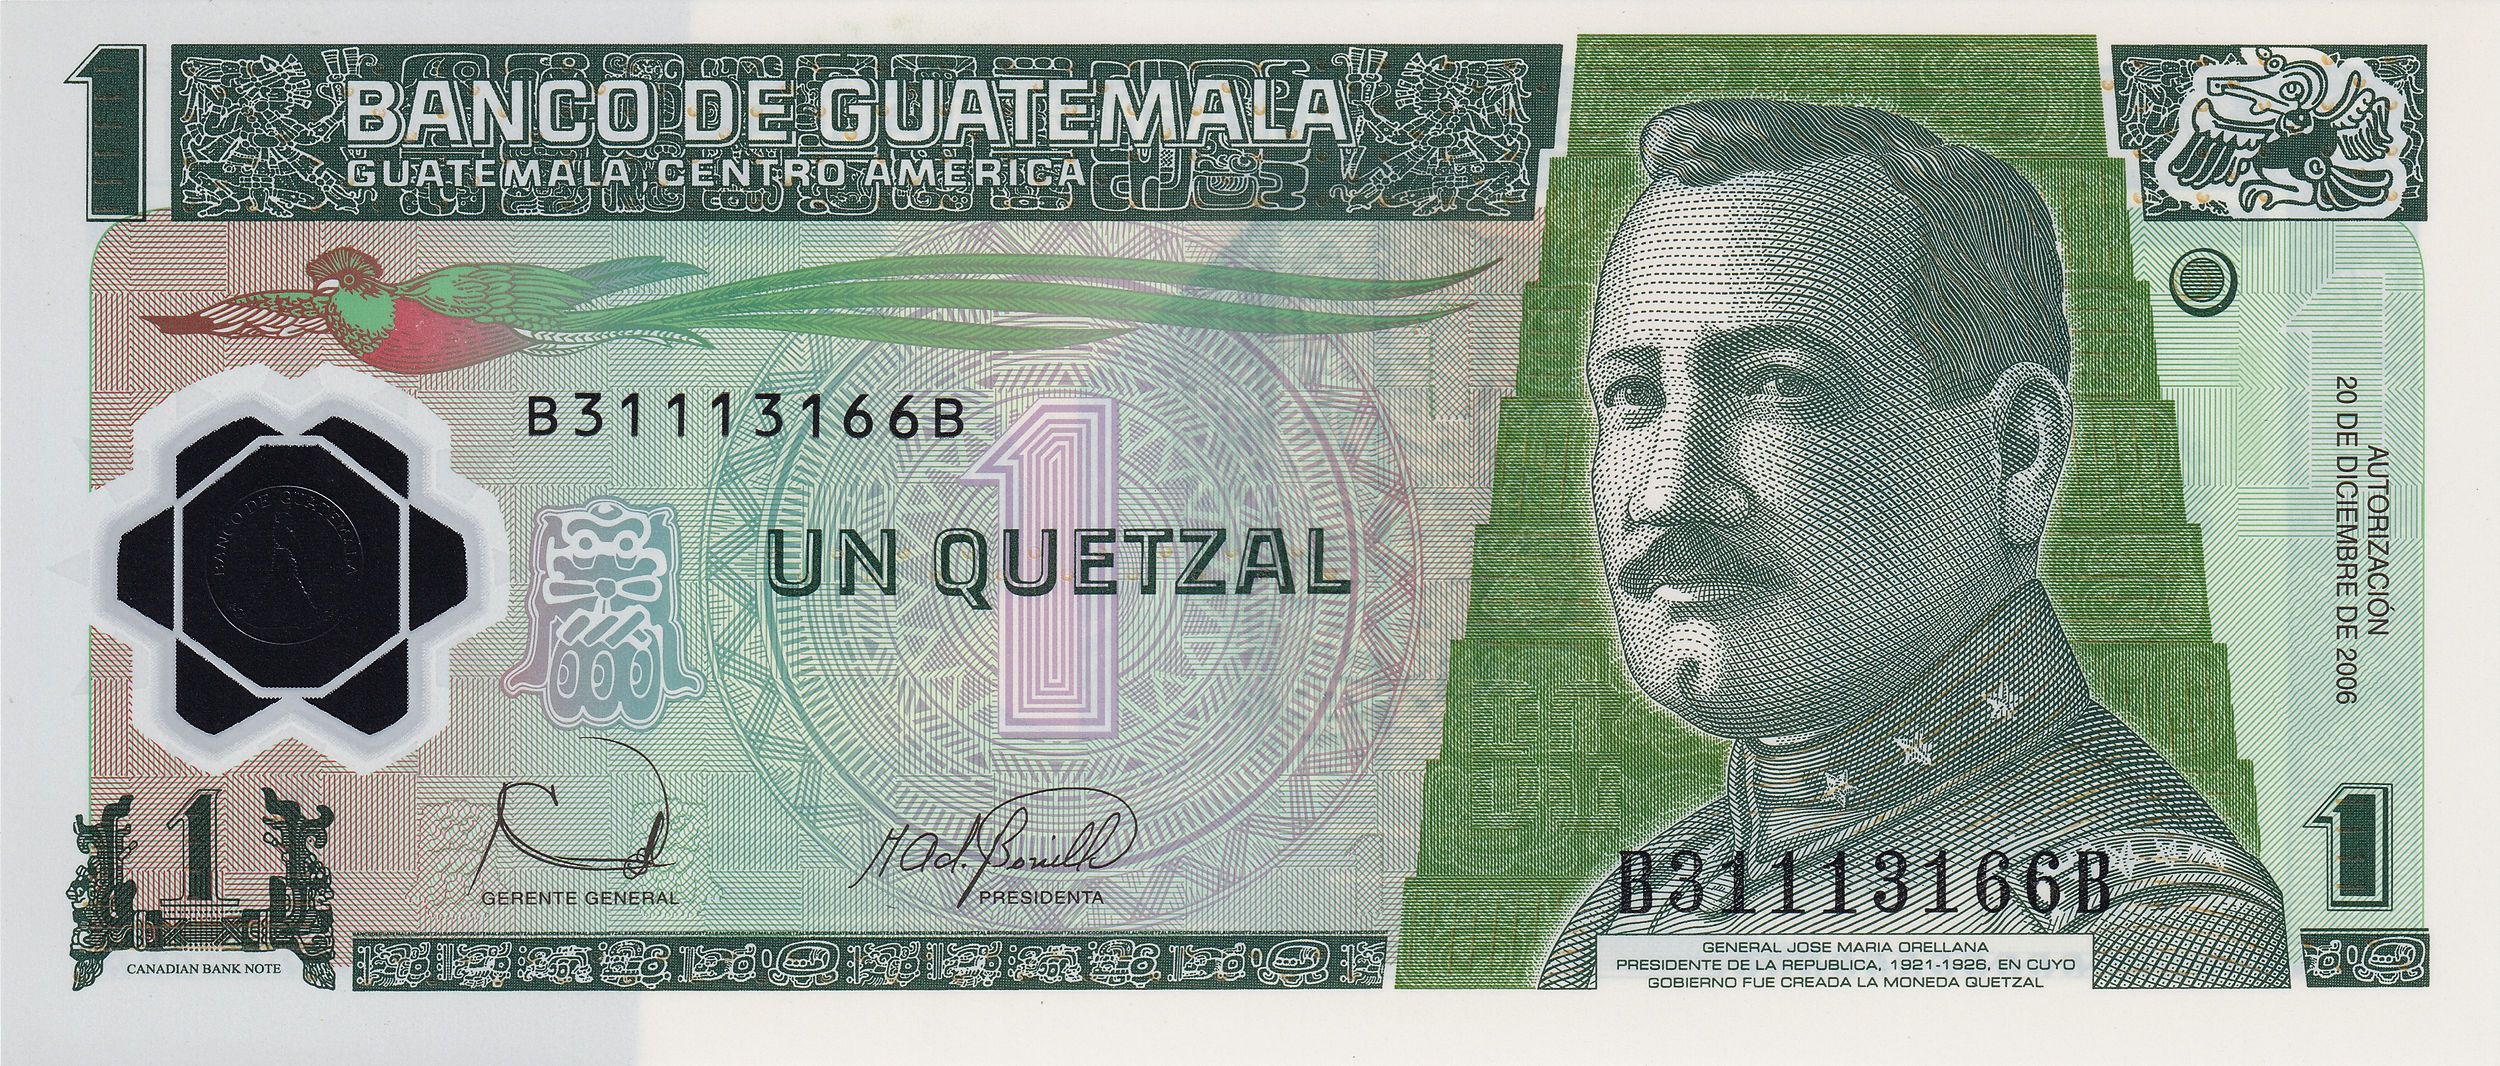 1
BANCO DE GUATEMALA
GUATEMALA, CENTRO AMERICA
B31113166B
BANCO DE GUATEMALA
1
UN QUETZAL
AUTORIZACIÓN
20 DE DICIEMBRE DE 2006
1
GERENTE GENERAL
PRESIDENTA
1
CANADIAN BANK NOTE
1
B31113166B
GENERAL JOSE MARIA ORELLANA
PRESIDENTE DE LA REPUBLICA, 1921-1926, EN CUYO
GOBIERNO FUE CREADA LA MONEDA QUETZAL